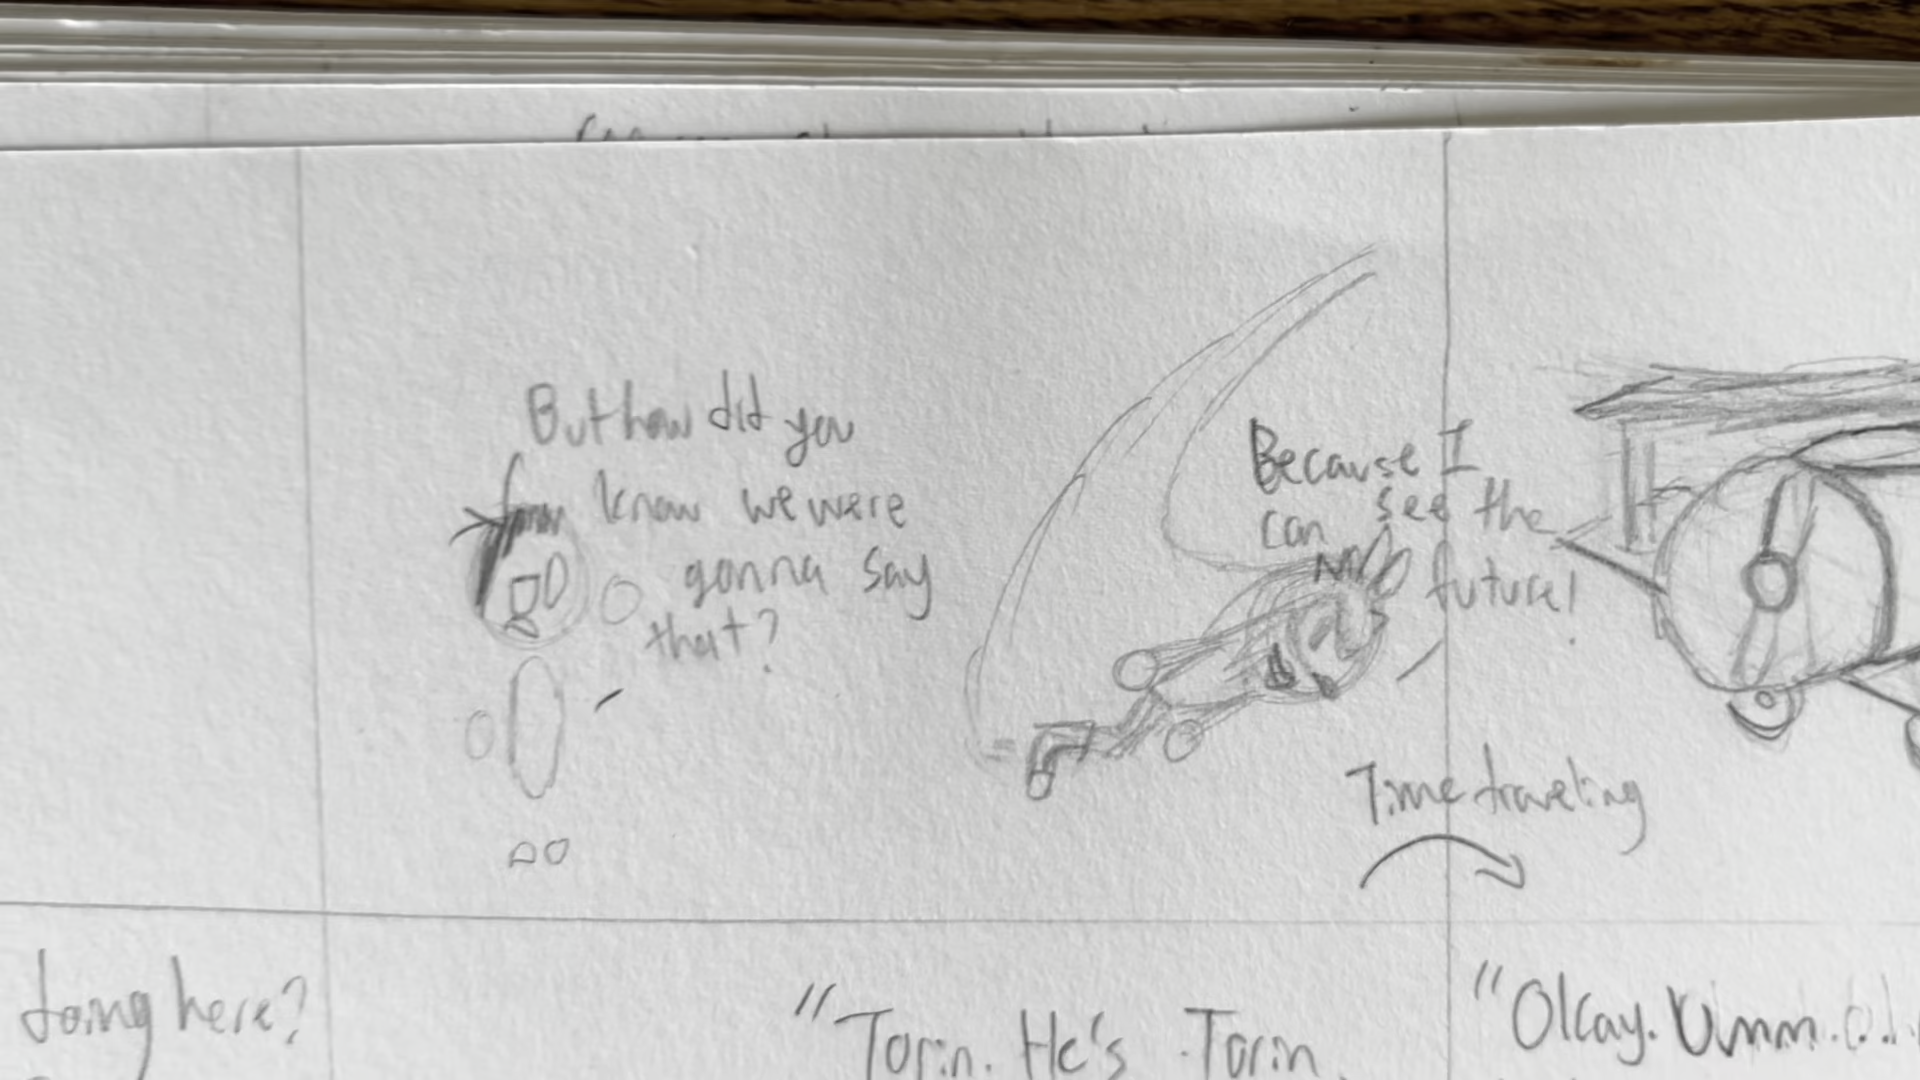 But how did you
know we were
gonna say
that?
Because I
can see the
future!
Time traveling
doing here?
"Torin. He's Torin.
"Okay. Umm.